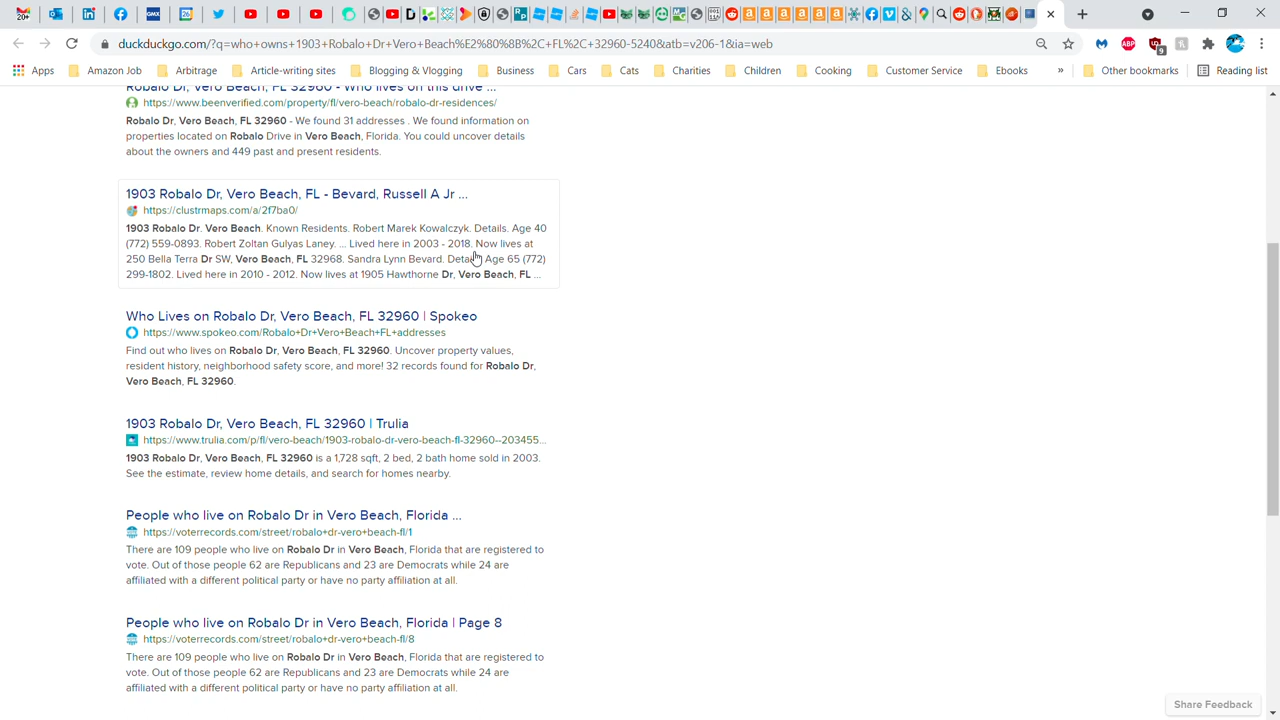 20+
duckduckgo.com/?q=who+owns+1903+Robalo+Dr+Vero+Beach%E2%80%8B%2C+FL%2C+32960-5240&atb=v206-1&ia=web
Apps Amazon Job Arbitrage Article-writing sites Blogging & Vlogging Business Cars Cats Charities Children Cooking Customer Service Ebooks » Other bookmarks Reading list
Robalo Dr, Vero Beach, FL 32960 - Who lives on this drive ...
https://www.beenverified.com/property/fl/vero-beach/robalo-dr-residences/
Robalo Dr, Vero Beach, FL 32960 - We found 31 addresses . We found information on
properties located on Robalo Drive in Vero Beach, Florida. You could uncover details
about the owners and 449 past and present residents.
1903 Robalo Dr, Vero Beach, FL - Bevard, Russell A Jr ...
https://clustrmaps.com/a/2f7ba0/
1903 Robalo Dr. Vero Beach. Known Residents. Robert Marek Kowalczyk. Details. Age 40
(772) 559-0893. Robert Zoltan Gulyas Laney. ... Lived here in 2003 - 2018. Now lives at
250 Bella Terra Dr SW, Vero Beach, FL 32968. Sandra Lynn Bevard. Details Age 65 (772)
299-1802. Lived here in 2010 - 2012. Now lives at 1905 Hawthorne Dr, Vero Beach, FL ...
Who Lives on Robalo Dr, Vero Beach, FL 32960 | Spokeo
https://www.spokeo.com/Robalo+Dr+Vero+Beach+FL+addresses
Find out who lives on Robalo Dr, Vero Beach, FL 32960. Uncover property values,
resident history, neighborhood safety score, and more! 32 records found for Robalo Dr,
Vero Beach, FL 32960.
1903 Robalo Dr, Vero Beach, FL 32960 | Trulia
https://www.trulia.com/p/fl/vero-beach/1903-robalo-dr-vero-beach-fl-32960--203455...
1903 Robalo Dr, Vero Beach, FL 32960 is a 1,728 sqft, 2 bed, 2 bath home sold in 2003.
See the estimate, review home details, and search for homes nearby.
People who live on Robalo Dr in Vero Beach, Florida ...
https://voterrecords.com/street/robalo+dr-vero+beach-fl/1
There are 109 people who live on Robalo Dr in Vero Beach, Florida that are registered to
vote. Out of those people 62 are Republicans and 23 are Democrats while 24 are
affiliated with a different political party or have no party affiliation at all.
People who live on Robalo Dr in Vero Beach, Florida | Page 8
https://voterrecords.com/street/robalo+dr-vero+beach-fl/8
There are 109 people who live on Robalo Dr in Vero Beach, Florida that are registered to
vote. Out of those people 62 are Republicans and 23 are Democrats while 24 are
affiliated with a different political party or have no party affiliation at all.
Share Feedback